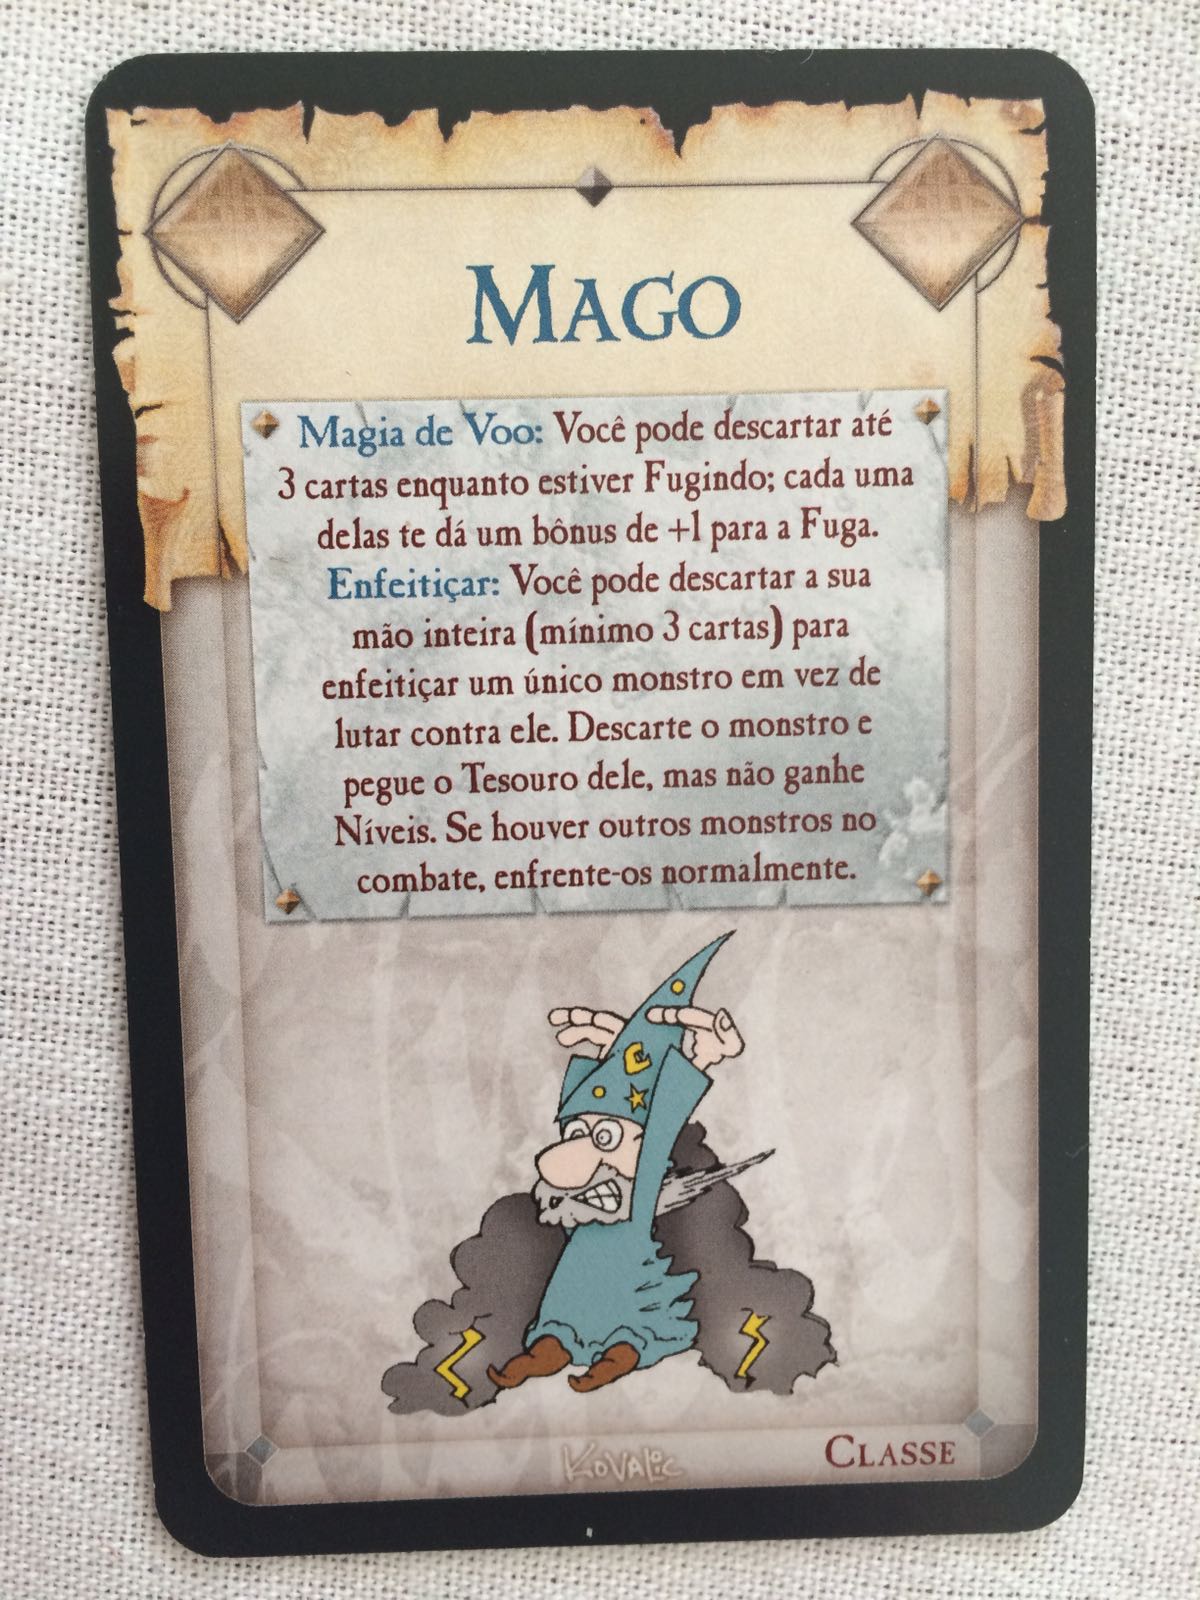 Mago
Magia de Voo: Você pode descartar até
3 cartas enquanto estiver Fugindo; cada uma
delas te dá um bônus de +1 para a Fuga.
Enfeitiçar: Você pode descartar a sua
mão inteira (mínimo 3 cartas) para
enfeitiçar um único monstro em vez de
lutar contra ele. Descarte o monstro e
pegue o Tesouro dele, mas não ganhe
Níveis. Se houver outros monstros no
combate, enfrente-os normalmente.
Kovalic
Classe